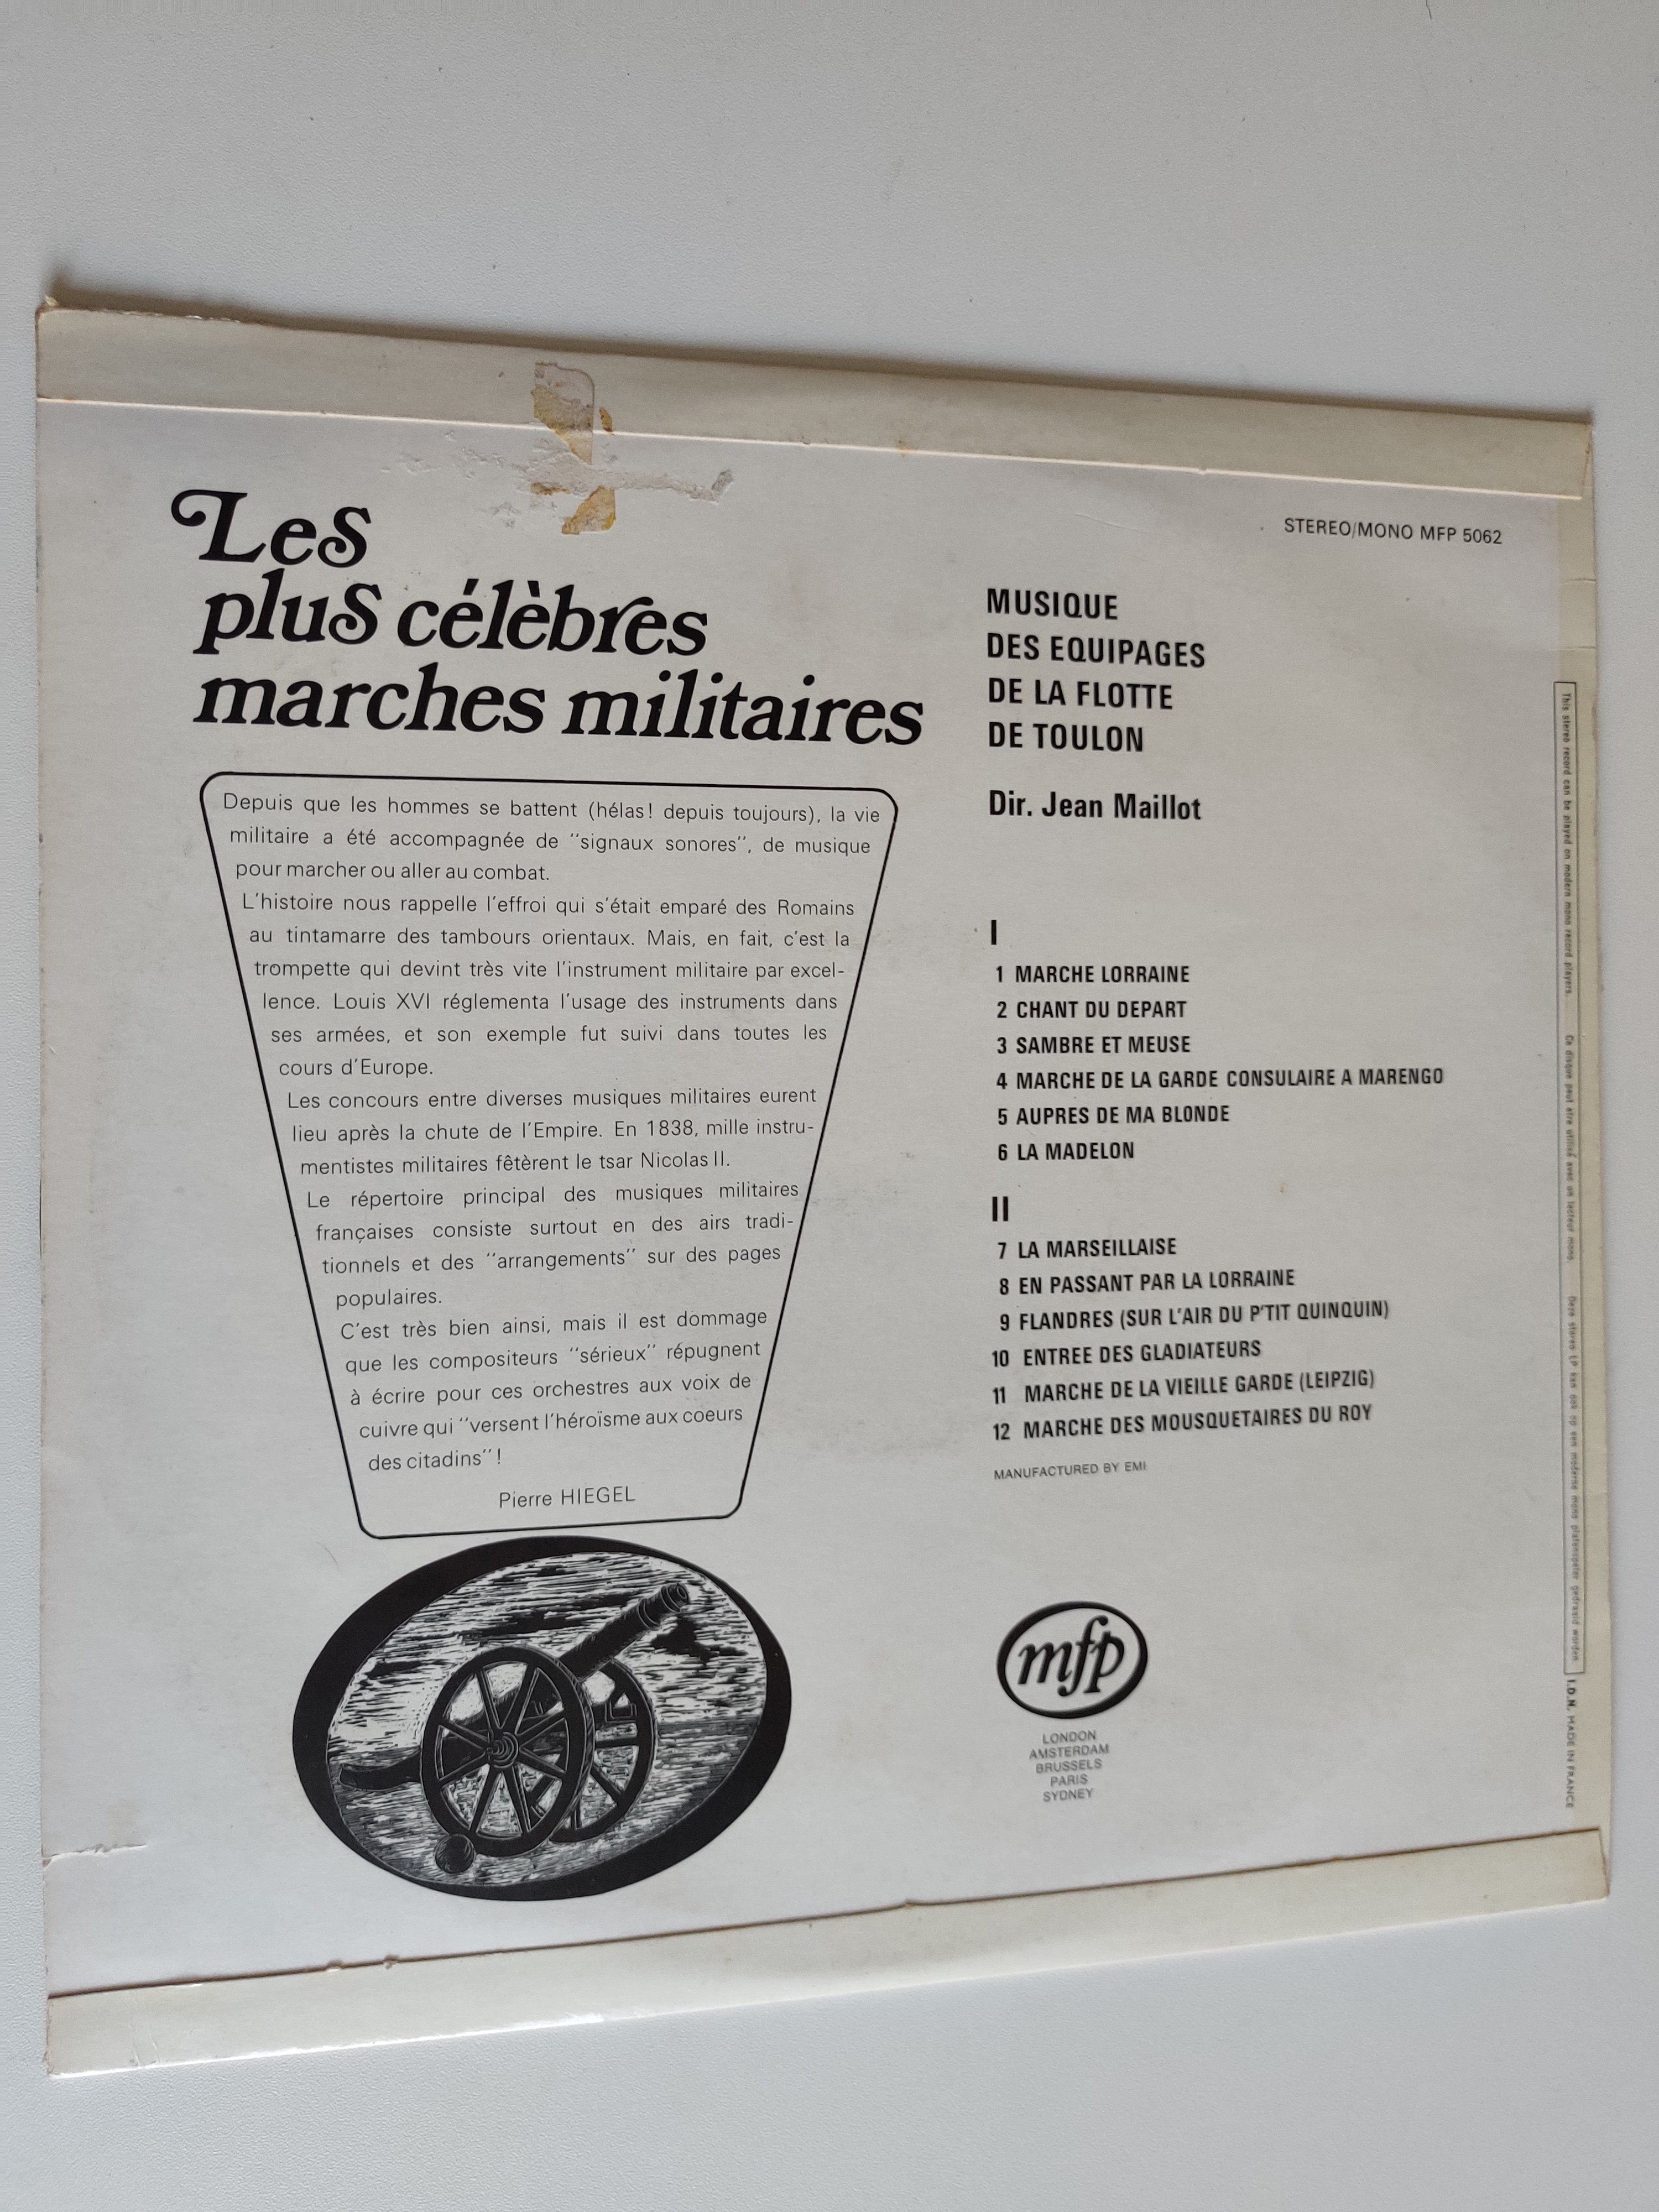 Les
plus célèbres
marches militaires
Depuis que les hommes se battent (hélas! depuis toujours), la vie
militaire a été accompagnée de "signaux sonores", de musique
pour marcher ou aller au combat.
L'histoire nous rappelle l'effroi qui s'était emparé des Romains
au tintamarre des tambours orientaux. Mais, en fait, c'est la
trompette qui devint très vite l'instrument militaire par excel-
lence. Louis XVI réglementa l'usage des instruments dans
ses armées, et son exemple fut suivi dans toutes les
cours d'Europe.
Les concours entre diverses musiques militaires eurent
lieu après la chute de l'Empire. En 1838, mille instru-
mentistes militaires fêtèrent le tsar Nicolas II.
Le répertoire principal des musiques militaires
françaises consiste surtout en des airs tradi-
tionnels et des "arrangements" sur des pages
populaires.
C'est très bien ainsi, mais il est dommage
que les compositeurs "sérieux" répugnent
à écrire pour ces orchestres aux voix de
cuivre qui "versent l'héroïsme aux coeurs
des citadins"!
Pierre HIEGEL
STEREO/MONO MFP 5062
MUSIQUE
DES EQUIPAGES
DE LA FLOTTE
DE TOULON
Dir. Jean Maillot
I
1 MARCHE LORRAINE
2 CHANT DU DEPART
3 SAMBRE ET MEUSE
4 MARCHE DE LA GARDE CONSULAIRE A MARENGO
5 AUPRES DE MA BLONDE
6 LA MADELON
II
7 LA MARSEILLAISE
8 EN PASSANT PAR LA LORRAINE
9 FLANDRES (SUR L'AIR DU P'TIT QUINQUIN)
10 ENTREE DES GLADIATEURS
11 MARCHE DE LA VIEILLE GARDE (LEIPZIG)
12 MARCHE DES MOUSQUETAIRES DU ROY
MANUFACTURED BY EMI
mfp
LONDON
AMSTERDAM
BRUSSELS
PARIS
SYDNEY
This stereo record can be played on modern mono record players. Ce disque peut etre utilisé avec un lecteur mono. Deze stereo LP kan ook op een moderne mono platenspeler gedraaid worden. I.D.N. MADE IN FRANCE